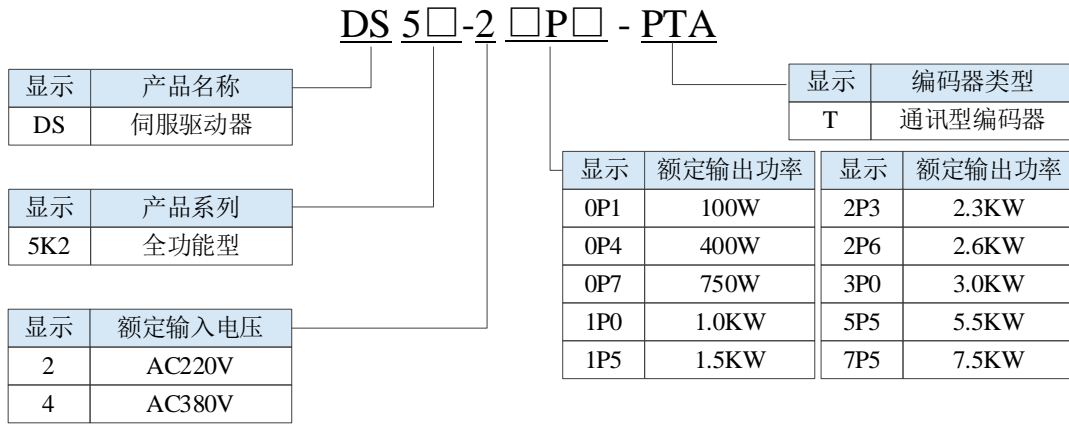 DS 5□-2 □P□ - PTA
显示 产品名称
DS 伺服驱动器
显示 产品系列
5K2 全功能型
显示 额定输入电压
2 AC220V
4 AC380V
显示 编码器类型
T 通讯型编码器
显示 额定输出功率 显示 额定输出功率
0P1 100W 2P3 2.3KW
0P4 400W 2P6 2.6KW
0P7 750W 3P0 3.0KW
1P0 1.0KW 5P5 5.5KW
1P5 1.5KW 7P5 7.5KW